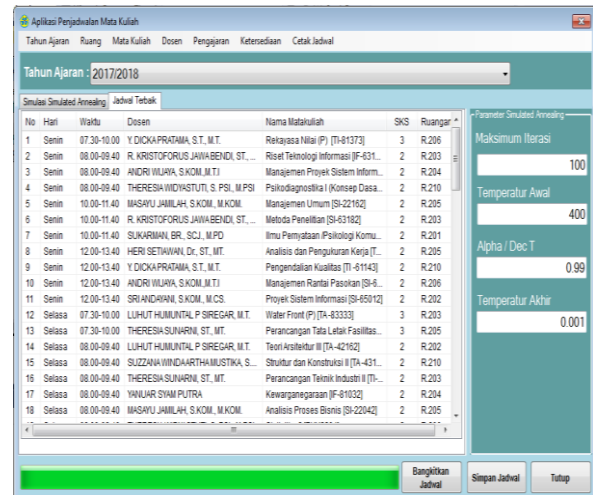 Aplikasi Penjadwalan Mata Kuliah
Tahun Ajaran Ruang Mata Kuliah Dosen Pengajaran Ketersediaan Cetak Jadwal
Tahun Ajaran : 2017/2018
Simulasi Simulated Annealing Jadwal Terbaik
No Hari Waktu Dosen Nama Matakuliah SKS Ruangan
1 Senin 07.30-10.00 Y. DICKA PRATAMA, S.T., M.T. Rekayasa Nilai (P) [TI-81373] 3 R.206
2 Senin 08.00-09.40 R. KRISTOFORUS JAWA BENDI, ST., ... Riset Teknologi Informasi [IF-631... 2 R.203
3 Senin 08.00-09.40 ANDRI WIJAYA, S.KOM.,M.T.I Manajemen Proyek Sistem Inform... 2 R.204
4 Senin 08.00-09.40 THERESIA WIDYASTUTI, S. PSI., M.PSI Psikodiagnostika I (Konsep Dasa... 2 R.210
5 Senin 10.00-11.40 MASAYU JAMILAH, S.KOM., M.KOM. Manajemen Umum [SI-22162] 2 R.205
6 Senin 10.00-11.40 R. KRISTOFORUS JAWA BENDI, ST., ... Metoda Penelitian [SI-63182] 2 R.203
7 Senin 10.00-11.40 SUKARMAN, BR., SCJ., M.PD Ilmu Pernyataan /Psikologi Komu... 2 R.201
8 Senin 12.00-13.40 HERI SETIAWAN, Dr., ST., MT. Analisis dan Pengukuran Kerja [T... 2 R.205
9 Senin 12.00-13.40 Y. DICKA PRATAMA, S.T., M.T. Pengendalian Kualitas [TI -61143] 2 R.210
10 Senin 12.00-13.40 ANDRI WIJAYA, S.KOM.,M.T.I Manajemen Rantai Pasokan [SI-6... 2 R.206
11 Senin 12.00-13.40 SRI ANDAYANI, S.KOM., M.CS. Proyek Sistem Informasi [SI-65012] 2 R.202
12 Selasa 07.30-10.00 LUHUT HUMUNTAL P SIREGAR, M.T. Water Front (P) [TA-83333] 3 R.203
13 Selasa 07.30-10.00 THERESIA SUNARNI, ST., MT. Perancangan Tata Letak Fasilitas... 3 R.205
14 Selasa 08.00-09.40 LUHUT HUMUNTAL P SIREGAR, M.T. Teori Arsitektur III [TA-42162] 2 R.202
15 Selasa 08.00-09.40 SUZZANA WINDA ARTHA MUSTIKA, S.... Struktur dan Konstruksi II [TA-431... 2 R.210
16 Selasa 08.00-09.40 THERESIA SUNARNI, ST., MT. Perancangan Teknik Industri II [TI-... 2 R.203
17 Selasa 08.00-09.40 YANUAR SYAM PUTRA Kewarganegaraan [IF-81032] 2 R.204
18 Selasa 08.00-09.40 MASAYU JAMILAH, S.KOM., M.KOM. Analisis Proses Bisnis [SI-22042] 2 R.205
Parameter Simulated Annealing
Maksimum Iterasi
100
Temperatur Awal
400
Alpha / Dec T
0.99
Temperatur Akhir
0.001
Bangkitkan
Jadwal
Simpan Jadwal
Tutup